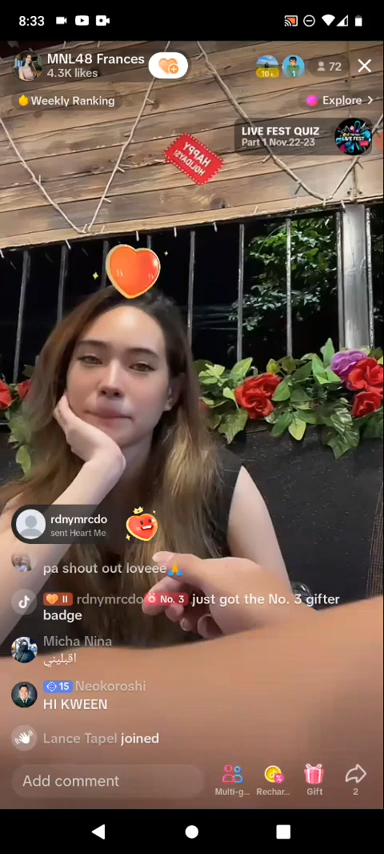 8:33
MNL48 Frances
4.3K likes
72
Weekly Ranking
Explore >
LIVE FEST QUIZ
Part 1 Nov.22-23
HAPPY
HOLIDAYS!
rdnymrcdo
sent Heart Me
pa shout out loveee🙏
II rdnymrcdo No. 3 just got the No. 3 gifter
badge
Micha Nina
اقبليني
15 Neokoroshi
HI KWEEN
Lance Tapel joined
Add comment
Multi-g...
Rechar...
Gift
2